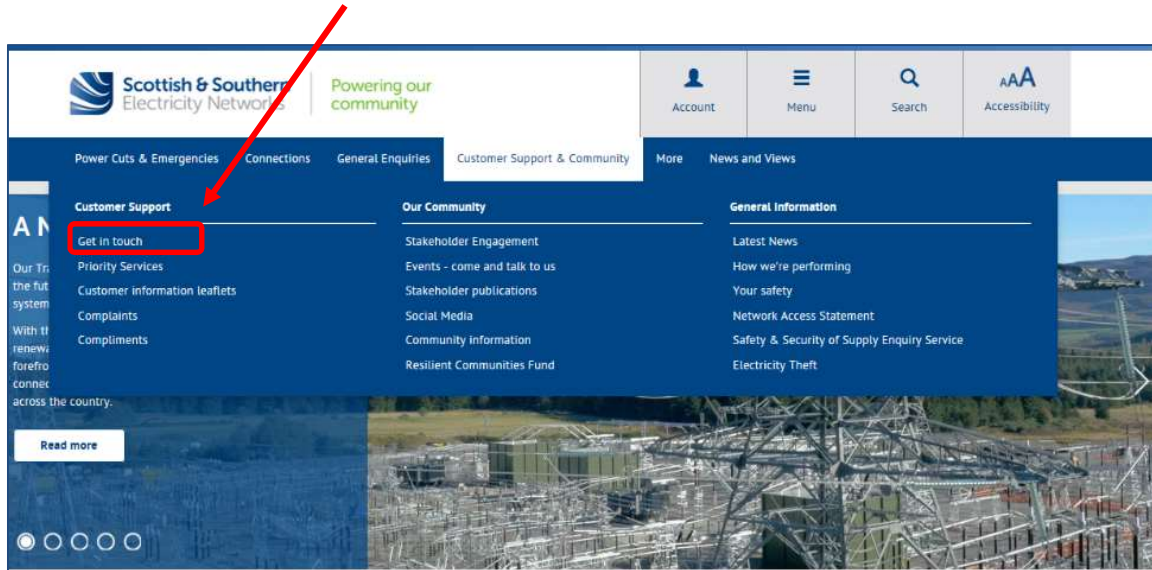 Scottish & Southern
Electricity Networks
Powering our
community
Account
Menu
Search
AAA
Accessibility
Power Cuts & Emergencies
Connections
General Enquiries
Customer Support & Community
More
News and Views
Customer Support
Get in touch
Priority Services
Customer information leaflets
Complaints
Compliments
Our Community
Stakeholder Engagement
Events - come and talk to us
Stakeholder publications
Social Media
Community information
Resilient Communities Fund
General Information
Latest News
How we're performing
Your safety
Network Access Statement
Safety & Security of Supply Enquiry Service
Electricity Theft
A N
Our
the
system
With
across the country.
Read more